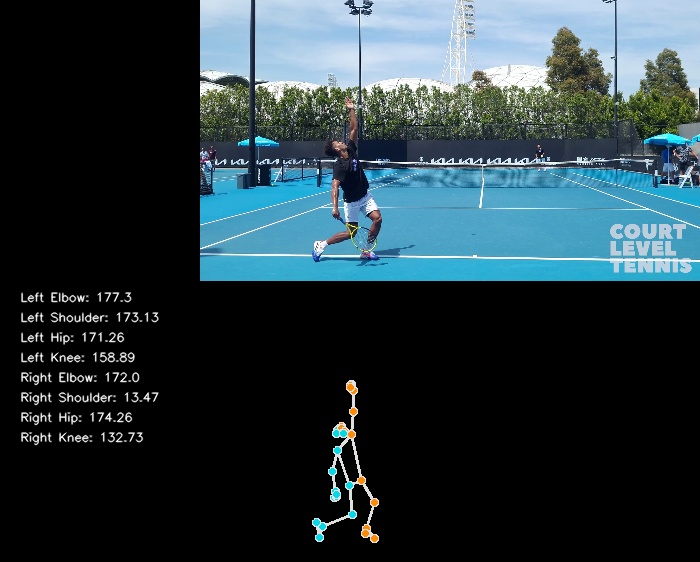 COURT
LEVEL
TENNIS
Left Elbow: 177.3
Left Shoulder: 173.13
Left Hip: 171.26
Left Knee: 158.89
Right Elbow: 172.0
Right Shoulder: 13.47
Right Hip: 174.26
Right Knee: 132.73